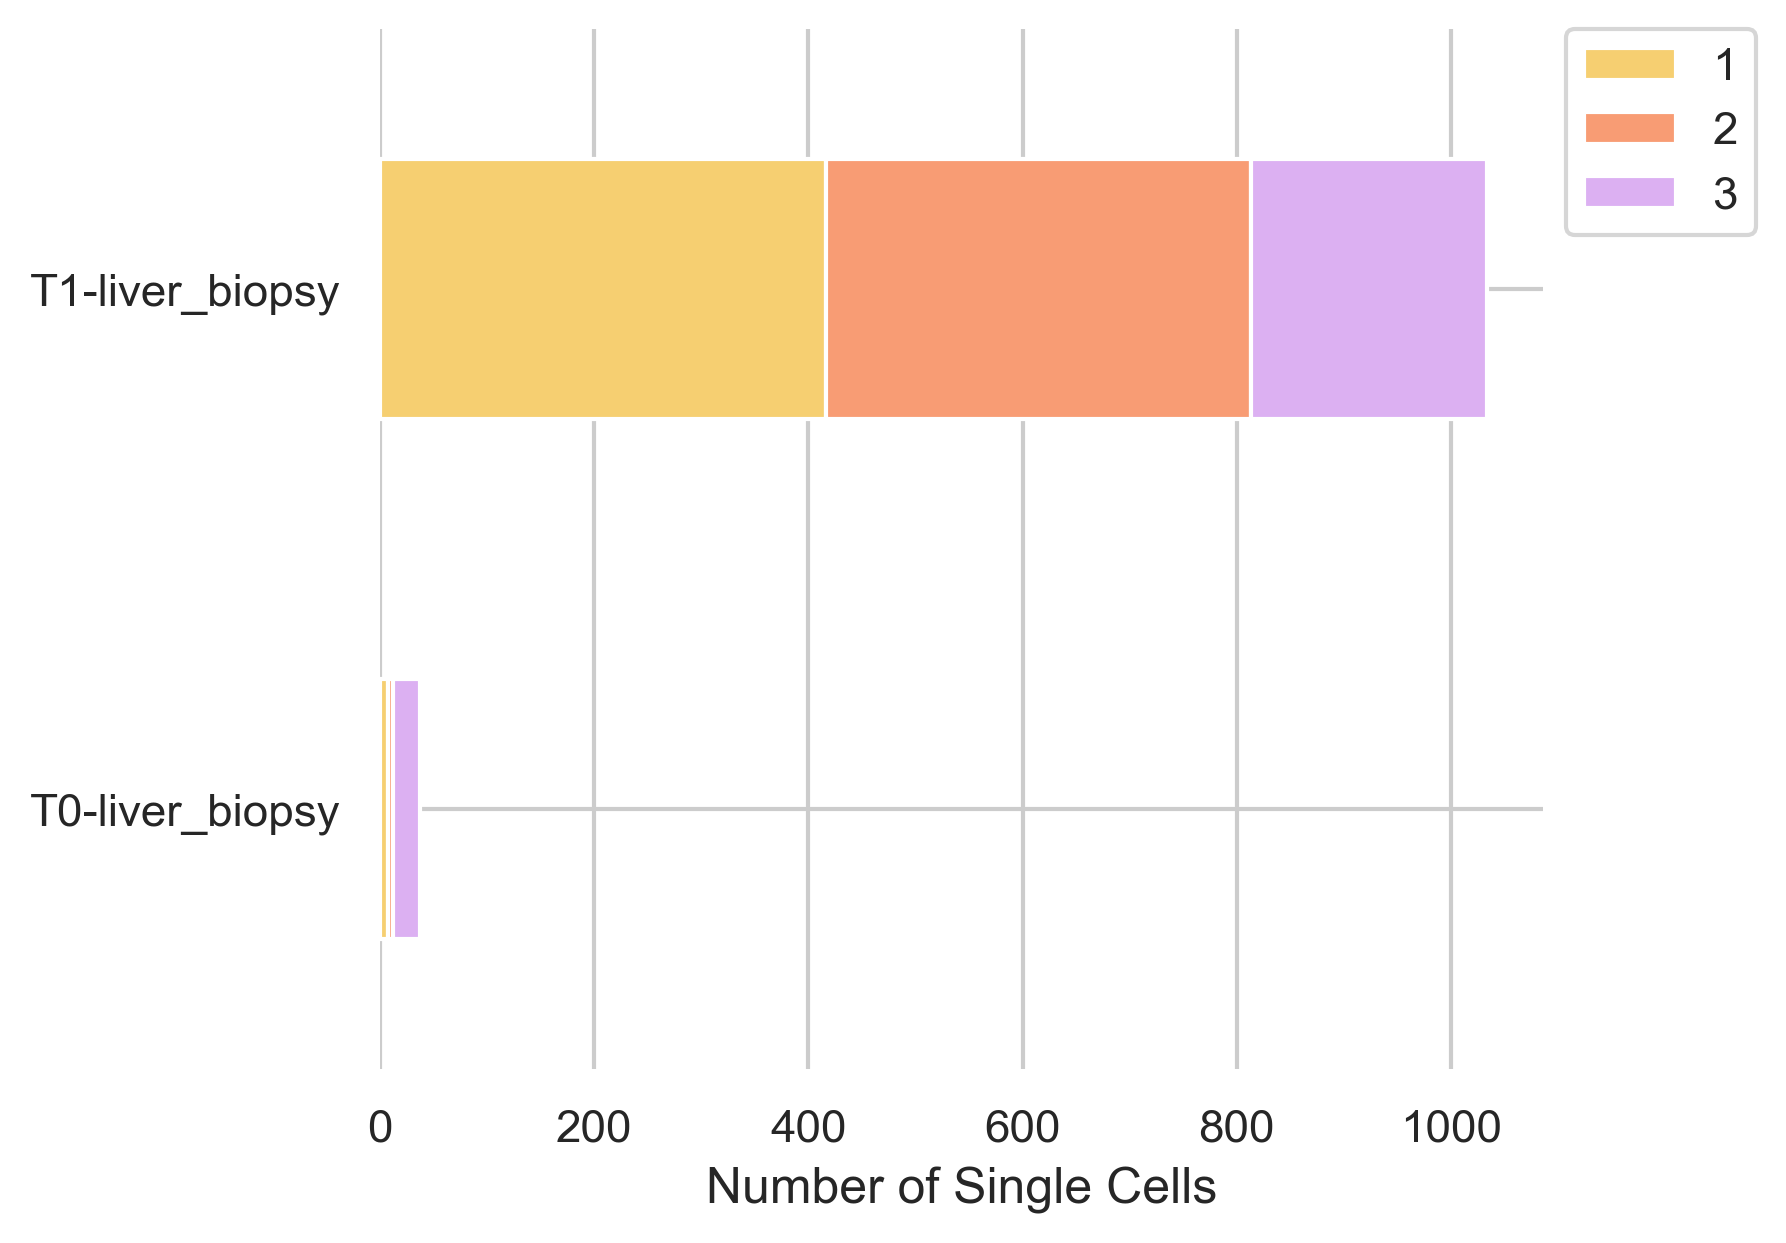 1
2
3
T1-liver_biopsy
T0-liver_biopsy
0 200 400 600 800 1000
Number of Single Cells